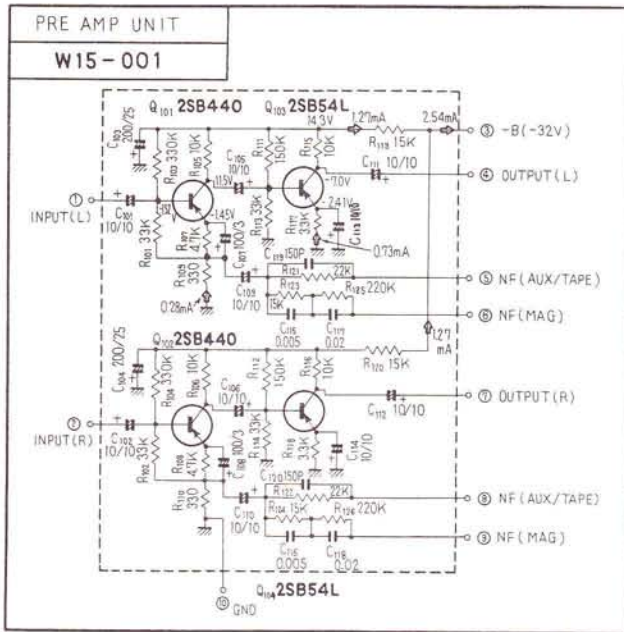 PRE AMP UNIT
W15-001
Q101 2SB440 Q103 2SB54L
14.3V 1.27mA 2.54mA
C103 200/25
R103 330K
R105 10K
R111 150K
R115 10K
R119 15K
③ -B(-32V)
C111 10/10
④ OUTPUT(L)
C105 10/10
-11.5V
-7.0V
-2.41V
-1.45V
① INPUT(L)
C101 10/10
R101 33K
R107 4.7K
C107 100/3
R113 33K
R117 3.3K
C113 10/10
0.73mA
R109 330
0.28mA
C109 10/10
C119 150P
R121 22K
⑤ NF(AUX/TAPE)
R123 15K
R125 220K
⑥ NF(MAG)
C115 0.005
C117 0.02
1.27 mA
Q102 2SB440
C104 200/25
R104 330K
R106 10K
R112 150K
R116 10K
R120 15K
⑦ OUTPUT(R)
C106 10/10
C112 10/10
② INPUT(R)
C102 10/10
R102 33K
R108 4.7K
C108 100/3
R114 33K
R118 3.3K
C114 10/10
R110 330
C110 10/10
C120 150P
R122 22K
⑧ NF(AUX/TAPE)
R124 15K
R126 220K
⑨ NF(MAG)
C116 0.005
C118 0.02
⑩ GND
Q104 2SB54L